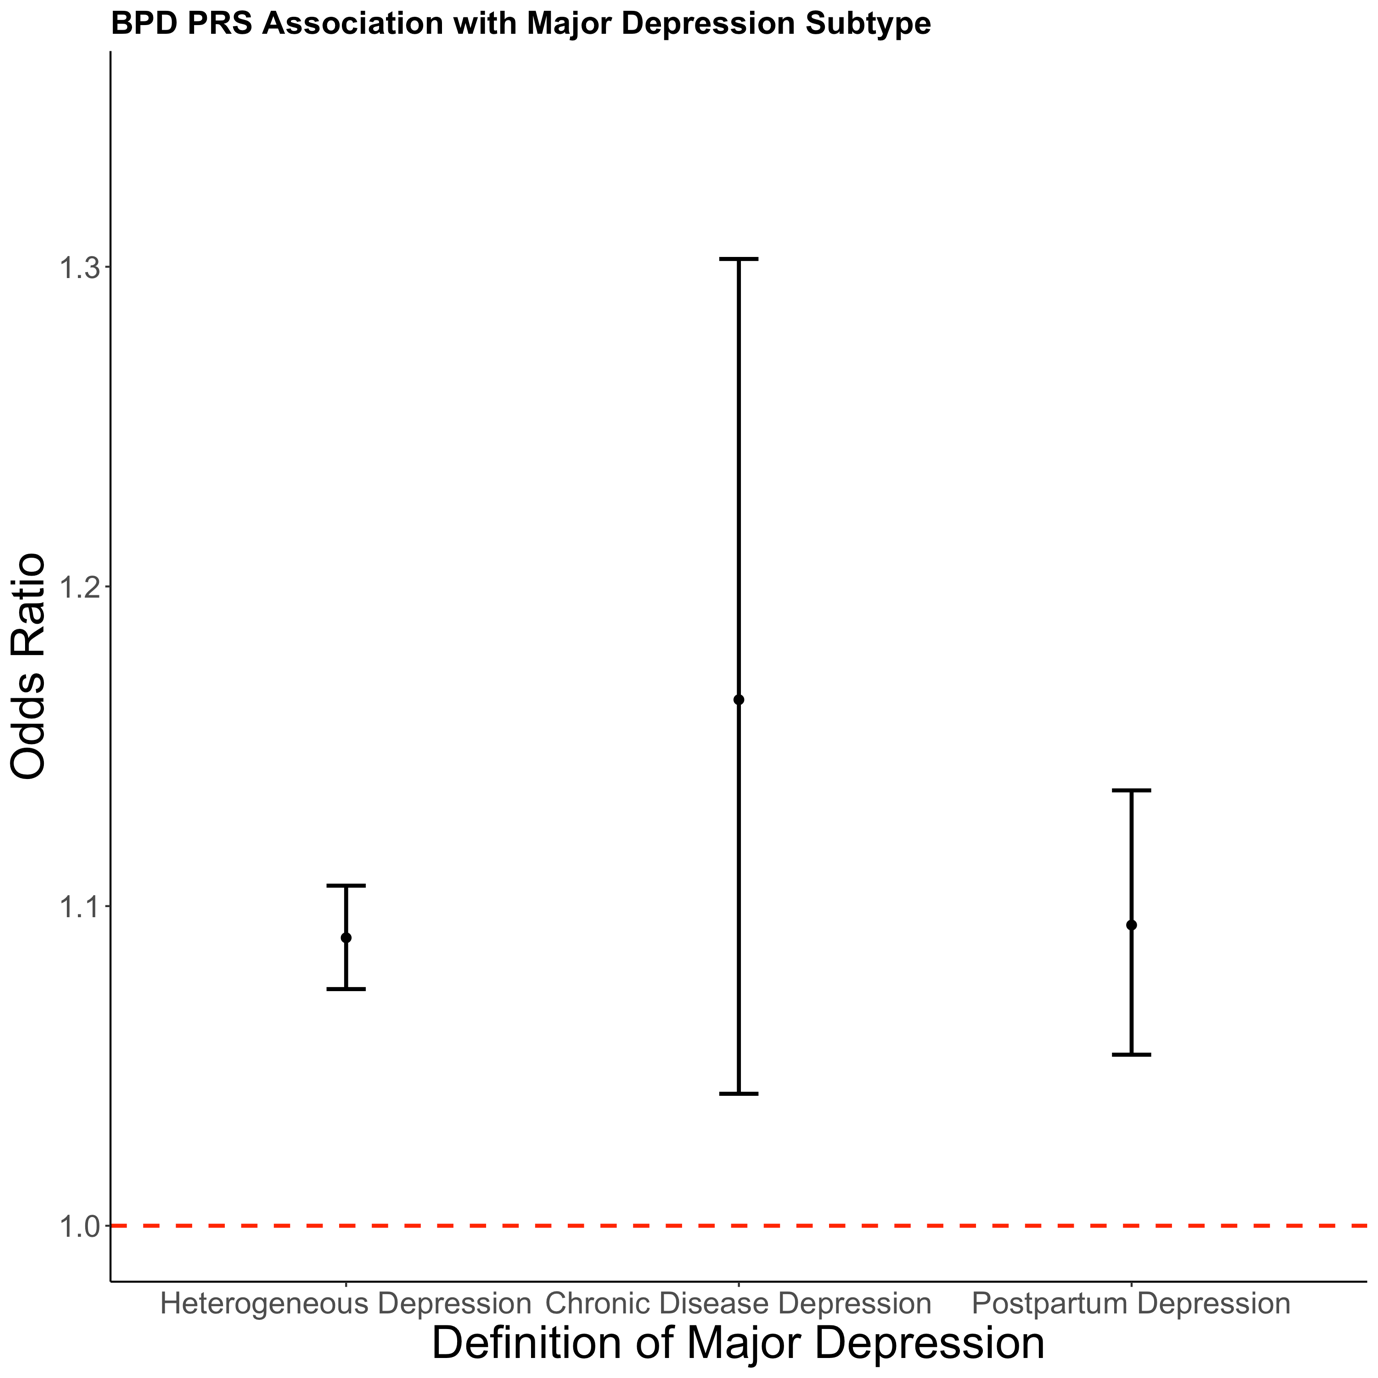 BPD PRS Association with Major Depression Subtype
Odds Ratio
1.3
1.2
1.1
1.0
Heterogeneous Depression
Chronic Disease Depression
Postpartum Depression
Definition of Major Depression